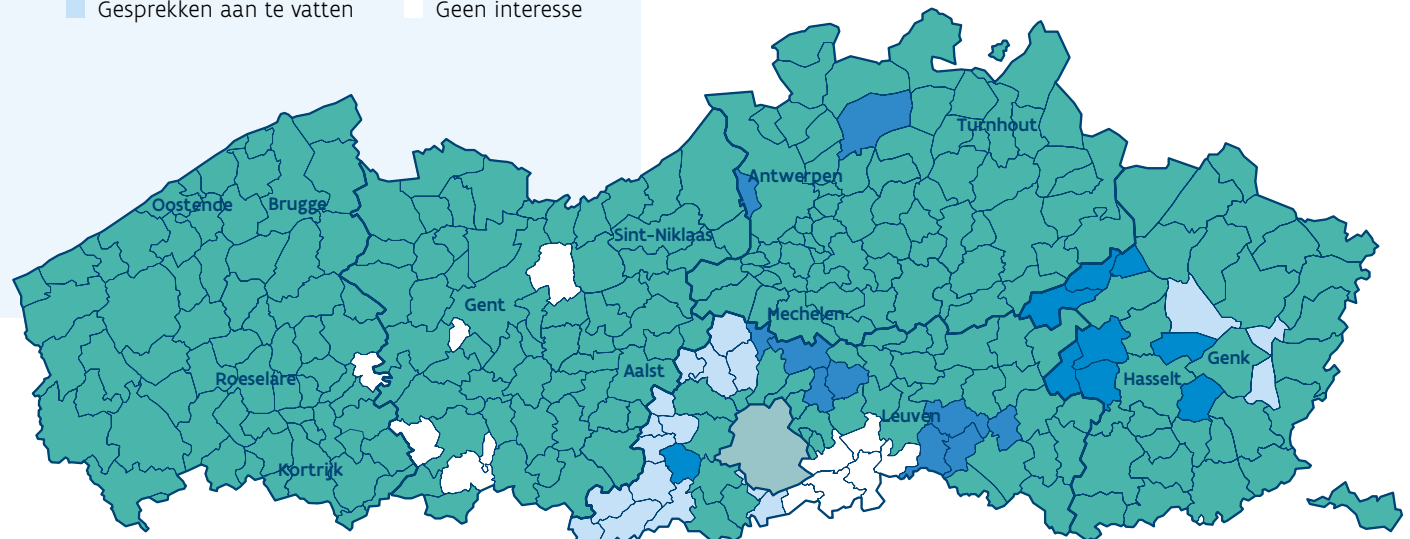 Gesprekken aan te vatten
Geen interesse
Turnhout
Antwerpen
Oostende
Brugge
Sint-Niklaas
Gent
Mechelen
Genk
Aalst
Roeselare
Hasselt
Leuven
Kortrijk